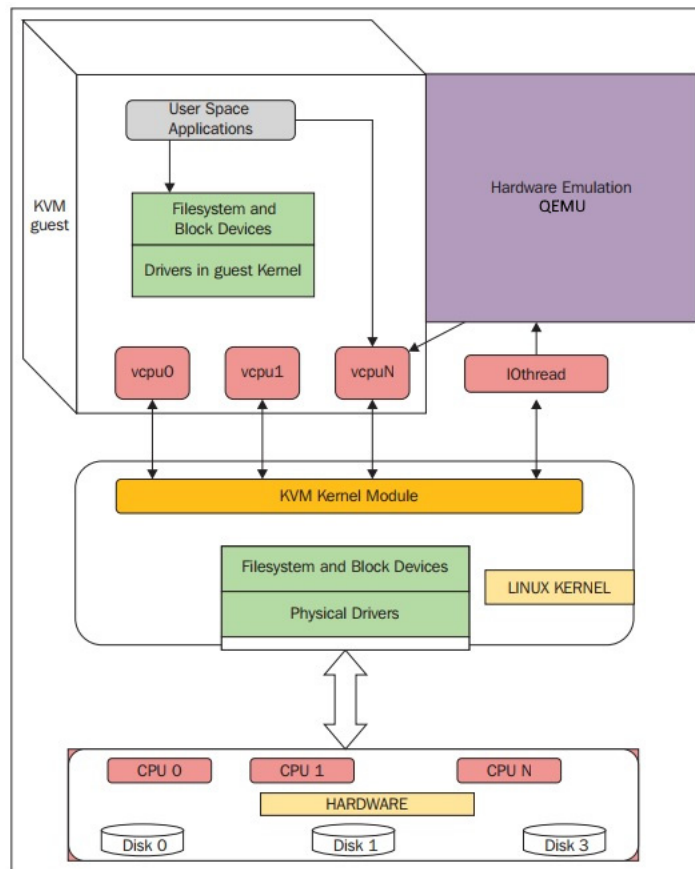 User Space
Applications
Hardware Emulation
QEMU
KVM
guest
Filesystem and
Block Devices
Drivers in guest Kernel
vcpu0
vcpu1
vcpuN
IOthread
KVM Kernel Module
Filesystem and Block Devices
LINUX KERNEL
Physical Drivers
CPU 0
CPU 1
CPU N
HARDWARE
Disk 0
Disk 1
Disk 3